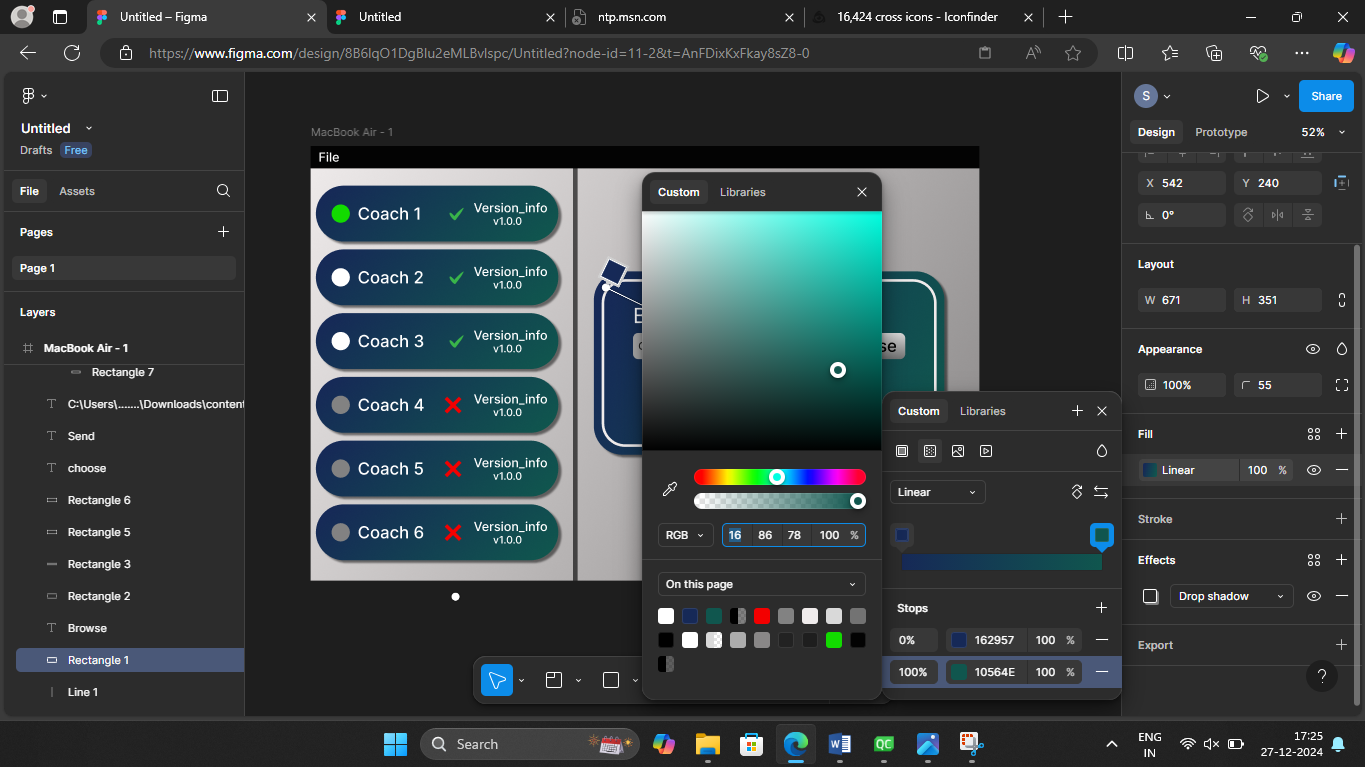 Untitled – Figma
Untitled
ntp.msn.com
16,424 cross icons - Iconfinder
https://www.figma.com/design/8B6lqO1DgBlu2eMLBvlspc/Untitled?node-id=11-2&t=AnFDixKxFkay8sZ8-0
Untitled
Drafts Free
File Assets
Pages
Page 1
Layers
MacBook Air - 1
Rectangle 7
C:\Users\.......\Downloads\content
Send
choose
Rectangle 6
Rectangle 5
Rectangle 3
Rectangle 2
Browse
Rectangle 1
Line 1
MacBook Air - 1
File
Coach 1 Version_info
v1.0.0
Coach 2 Version_info
v1.0.0
Coach 3 Version_info
v1.0.0
Coach 4 Version_info
v1.0.0
Coach 5 Version_info
v1.0.0
Coach 6 Version_info
v1.0.0
Custom Libraries
RGB 16 86 78 100 %
On this page
se
Custom Libraries
Linear
Stops
0% 162957 100 %
100% 10564E 100 %
S Share
Design Prototype 52%
X 542 Y 240
0°
Layout
W 671 H 351
Appearance
100% 55
Fill
Linear 100 %
Stroke
Effects
Drop shadow
Export
?
Search
W
QC
ENG
IN
17:25
27-12-2024